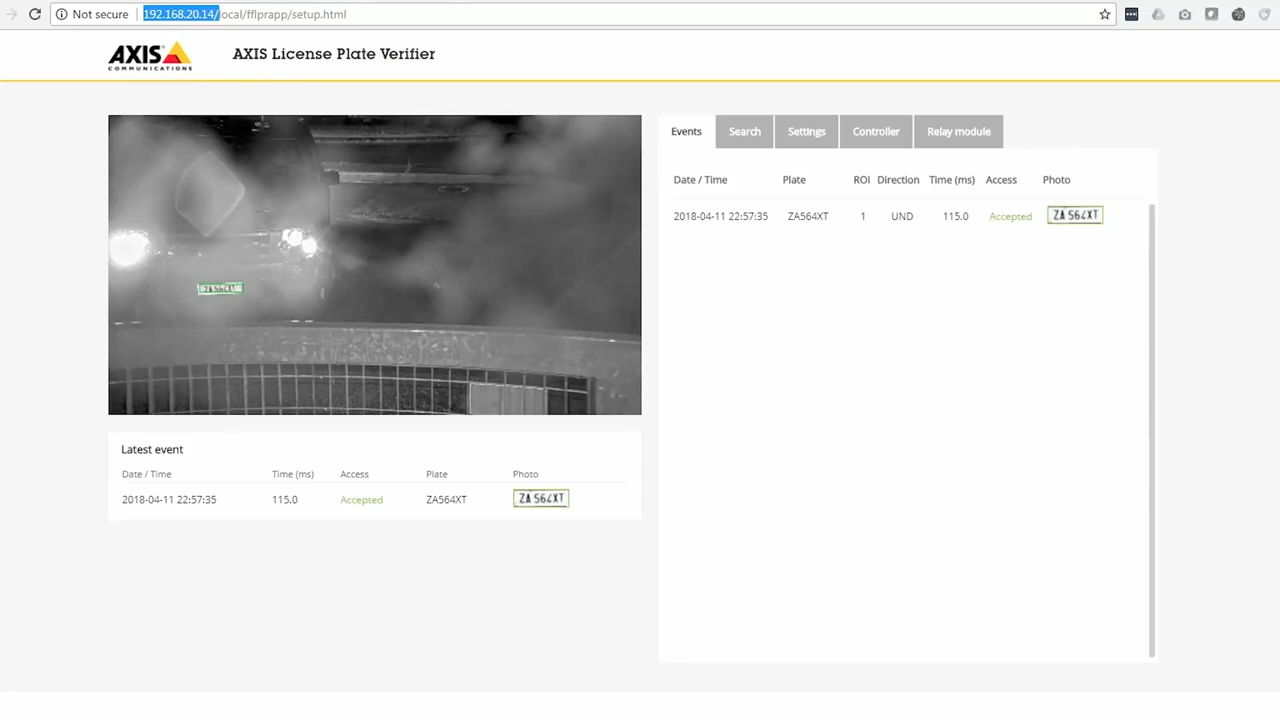 Not secure | 192.168.20.14/local/fflprapp/setup.html
AXIS
COMMUNICATIONS
AXIS License Plate Verifier
ZA 564XT
Latest event
Date / Time Time (ms) Access Plate Photo
2018-04-11 22:57:35 115.0 Accepted ZA564XT ZA 564XT
Events Search Settings Controller Relay module
Date / Time Plate ROI Direction Time (ms) Access Photo
2018-04-11 22:57:35 ZA564XT 1 UND 115.0 Accepted ZA 564XT